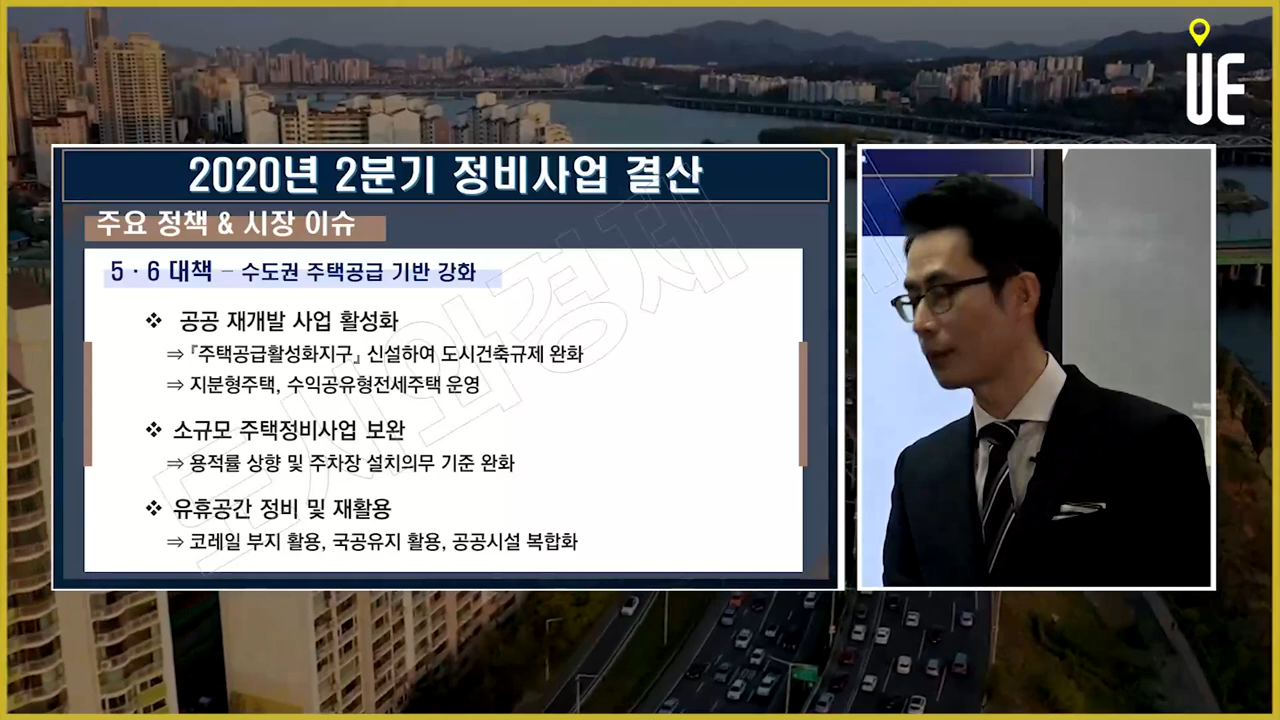 UE
2020년 2분기 정비사업 결산
주요 정책 & 시장 이슈
5 · 6 대책 – 수도권 주택공급 기반 강화
❖ 공공 재개발 사업 활성화
⇒ 『주택공급활성화지구』 신설하여 도시건축규제 완화
⇒ 지분형주택, 수익공유형전세주택 운영
❖ 소규모 주택정비사업 보완
⇒ 용적률 상향 및 주차장 설치의무 기준 완화
❖ 유휴공간 정비 및 재활용
⇒ 코레일 부지 활용, 국공유지 활용, 공공시설 복합화
도시와경제